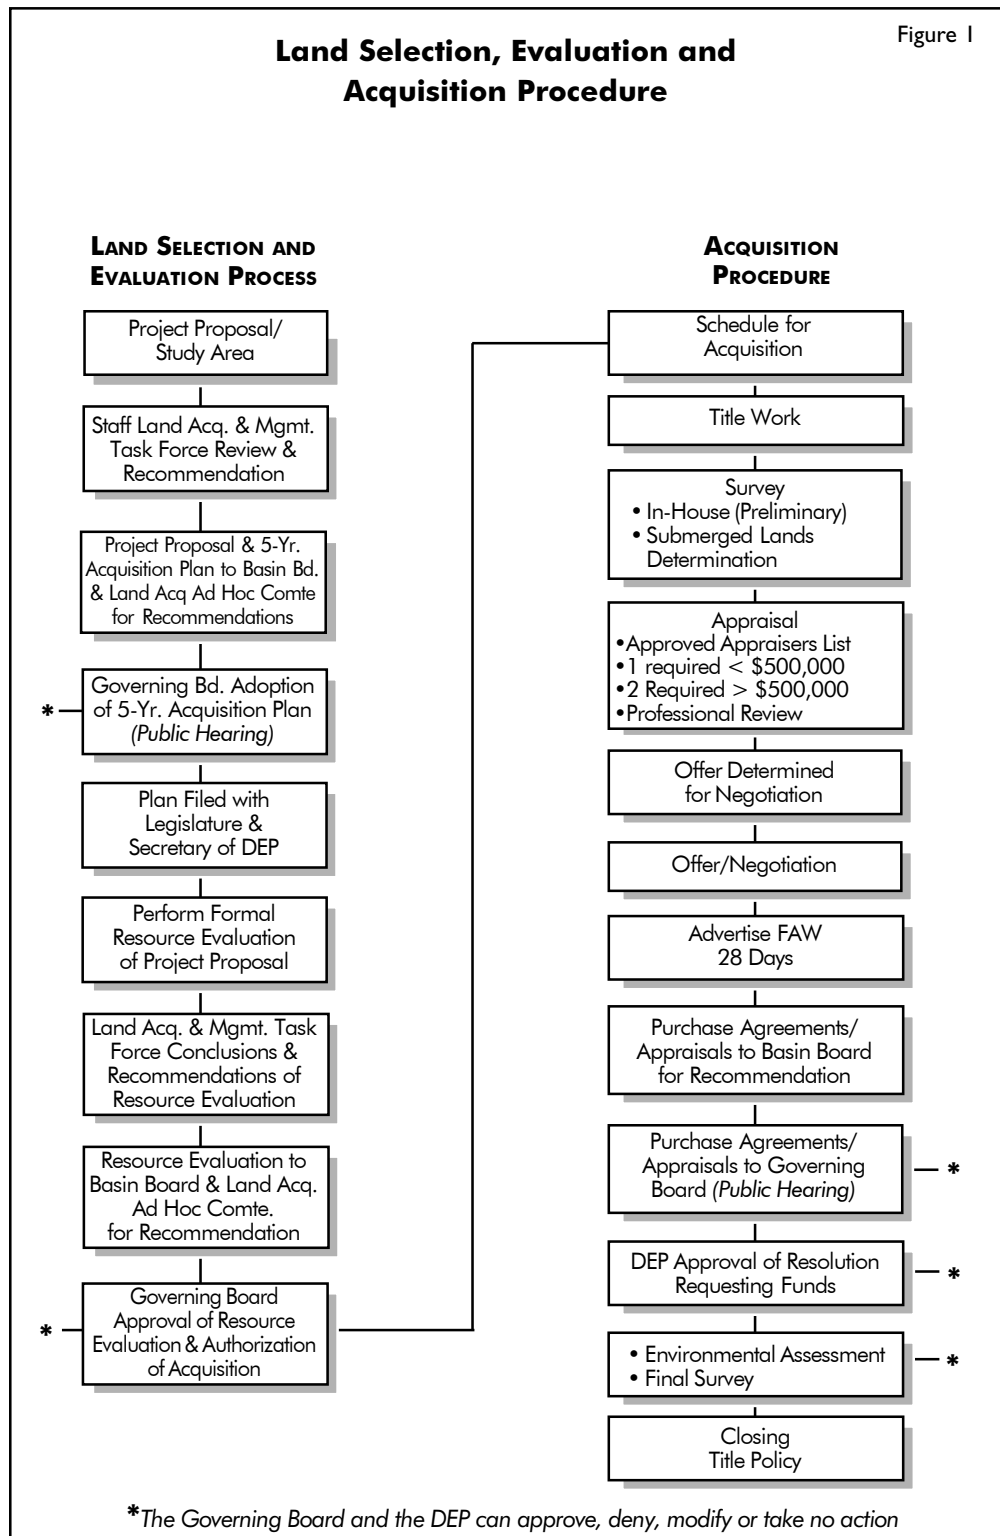 Figure 1
Land Selection, Evaluation and
Acquisition Procedure
Land Selection and
Evaluation Process
Project Proposal/
Study Area
Staff Land Acq. & Mgmt.
Task Force Review &
Recommendation
Project Proposal & 5-Yr.
Acquisition Plan to Basin Bd.
& Land Acq Ad Hoc Comte
for Recommendations
Governing Bd. Adoption
* of 5-Yr. Acquisition Plan
(Public Hearing)
Plan Filed with
Legislature &
Secretary of DEP
Perform Formal
Resource Evaluation
of Project Proposal
Land Acq. & Mgmt. Task
Force Conclusions &
Recommendations of
Resource Evaluation
Resource Evaluation to
Basin Board & Land Acq.
Ad Hoc Comte.
for Recommendation
Governing Board
Approval of Resource
* Evaluation & Authorization
of Acquisition
Acquisition
Procedure
Schedule for
Acquisition
Title Work
Survey
• In-House (Preliminary)
• Submerged Lands
Determination
Appraisal
•Approved Appraisers List
•1 required < $500,000
•2 Required > $500,000
•Professional Review
Offer Determined
for Negotiation
Offer/Negotiation
Advertise FAW
28 Days
Purchase Agreements/
Appraisals to Basin Board
for Recommendation
Purchase Agreements/
Appraisals to Governing *
Board (Public Hearing)
DEP Approval of Resolution
Requesting Funds *
• Environmental Assessment *
• Final Survey
Closing
Title Policy
*The Governing Board and the DEP can approve, deny, modify or take no action